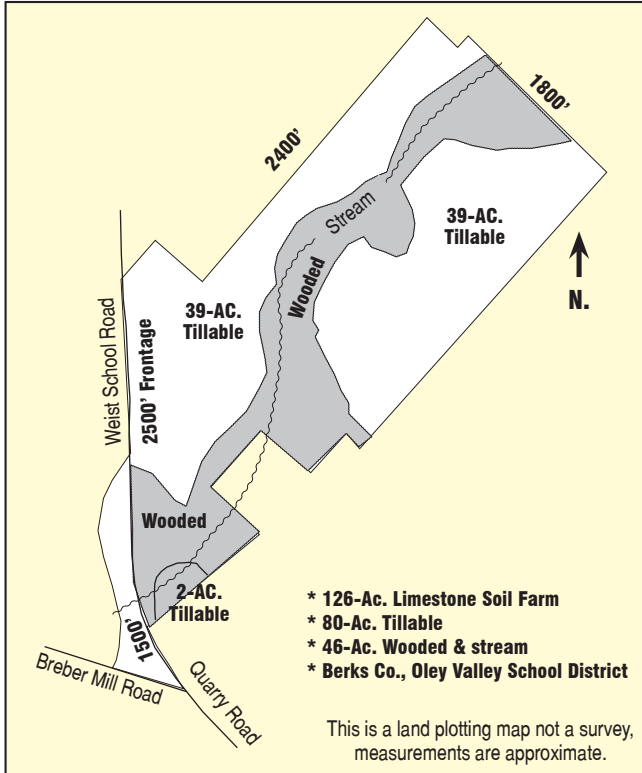 1800'
2400'
Stream
39-AC.
Tillable
Wooded
N.
39-AC.
Tillable
Weist School Road
2500' Frontage
Wooded
2-AC.
Tillable
1500'
Breber Mill Road
Quarry Road
* 126-Ac. Limestone Soil Farm
* 80-Ac. Tillable
* 46-Ac. Wooded & stream
* Berks Co., Oley Valley School District
This is a land plotting map not a survey,
measurements are approximate.